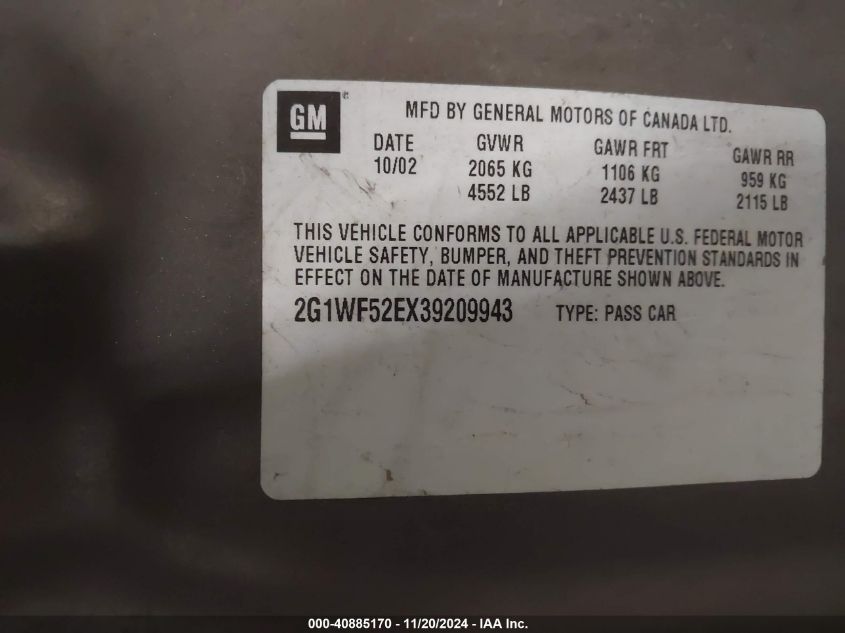 GM
MFD BY GENERAL MOTORS OF CANADA LTD.
DATE GVWR GAWR FRT GAWR RR
10/02 2065 KG 1106 KG 959 KG
4552 LB 2437 LB 2115 LB
THIS VEHICLE CONFORMS TO ALL APPLICABLE U.S. FEDERAL MOTOR
VEHICLE SAFETY, BUMPER, AND THEFT PREVENTION STANDARDS IN
EFFECT ON THE DATE OF MANUFACTURE SHOWN ABOVE.
2G1WF52EX39209943 TYPE: PASS CAR
000-40885170 - 11/20/2024 - IAA Inc.